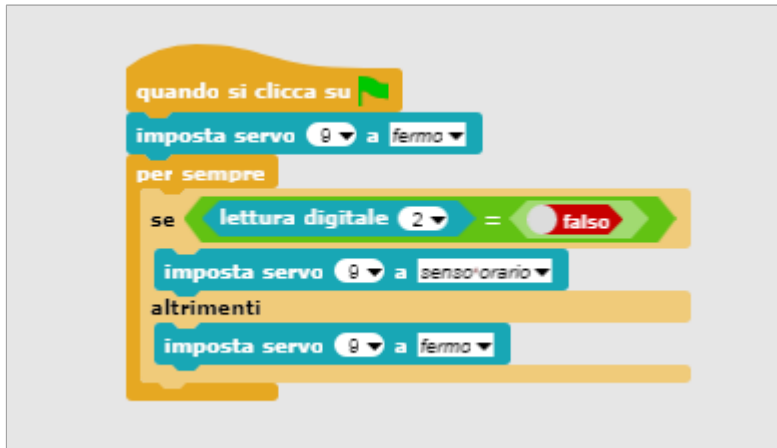 quando si clicca su
imposta servo 9 a fermo
per sempre
se lettura digitale 2 = falso
imposta servo 9 a senso orario
altrimenti
imposta servo 9 a fermo